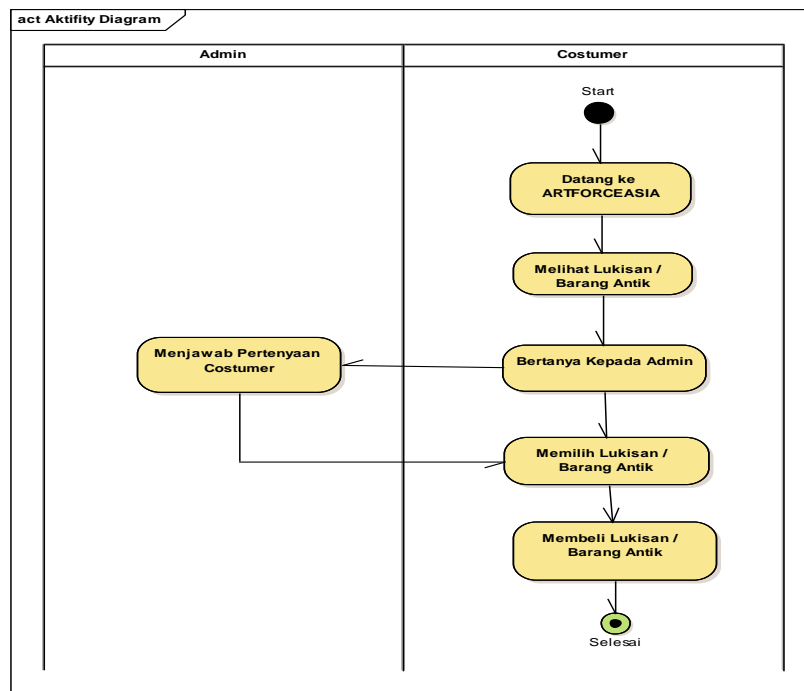 act Aktifity Diagram
Admin
Costumer
Start
Datang ke
ARTFORCEASIA
Melihat Lukisan /
Barang Antik
Menjawab Pertenyaan
Costumer
Bertanya Kepada Admin
Memilih Lukisan /
Barang Antik
Membeli Lukisan /
Barang Antik
Selesai